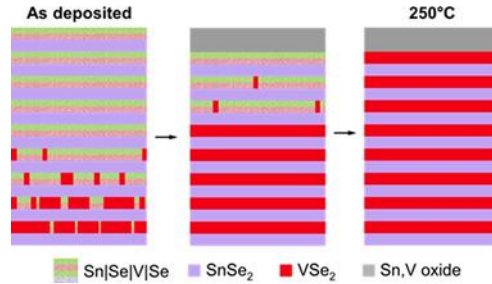 As deposited
250°C
Sn|Se|V|Se
SnSe₂
VSe₂
Sn,V oxide